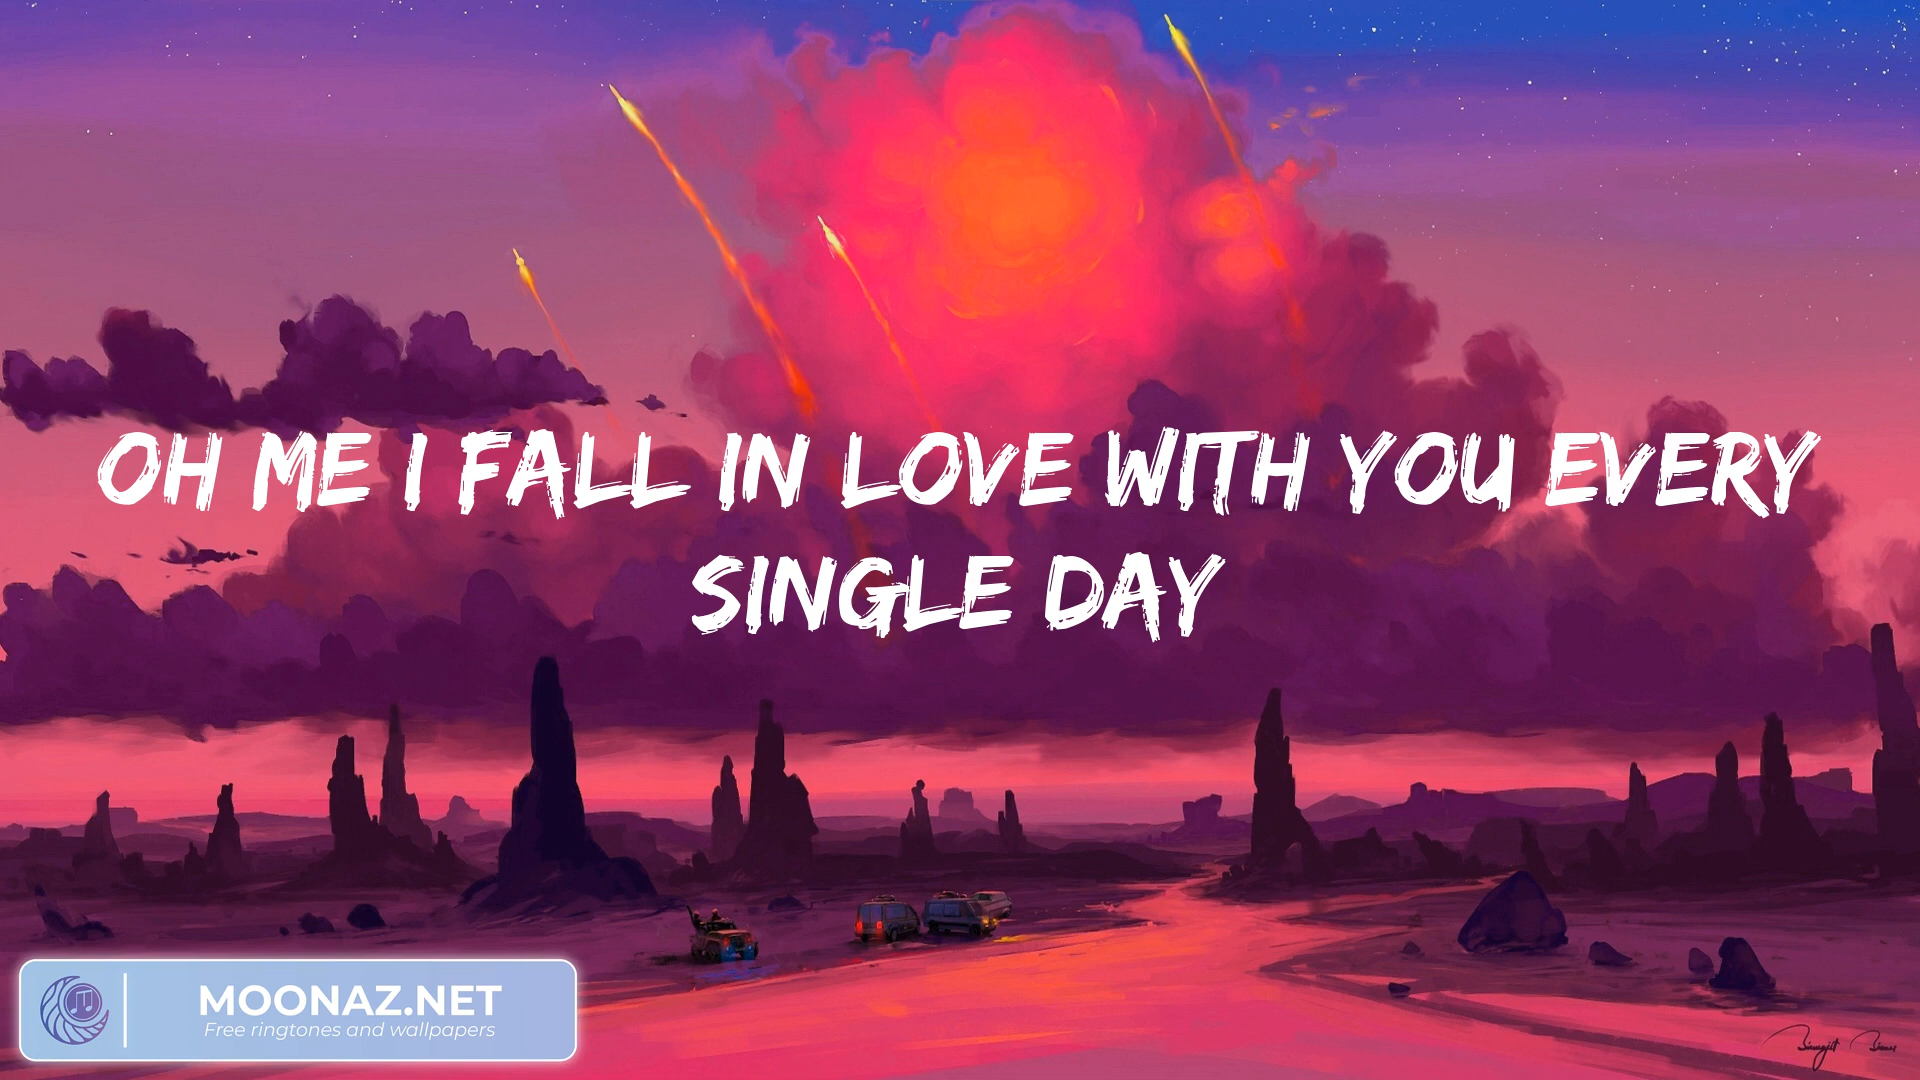 OH ME I FALL IN LOVE WITH YOU EVERY
SINGLE DAY
MOONAZ.NET
Free ringtones and wallpapers